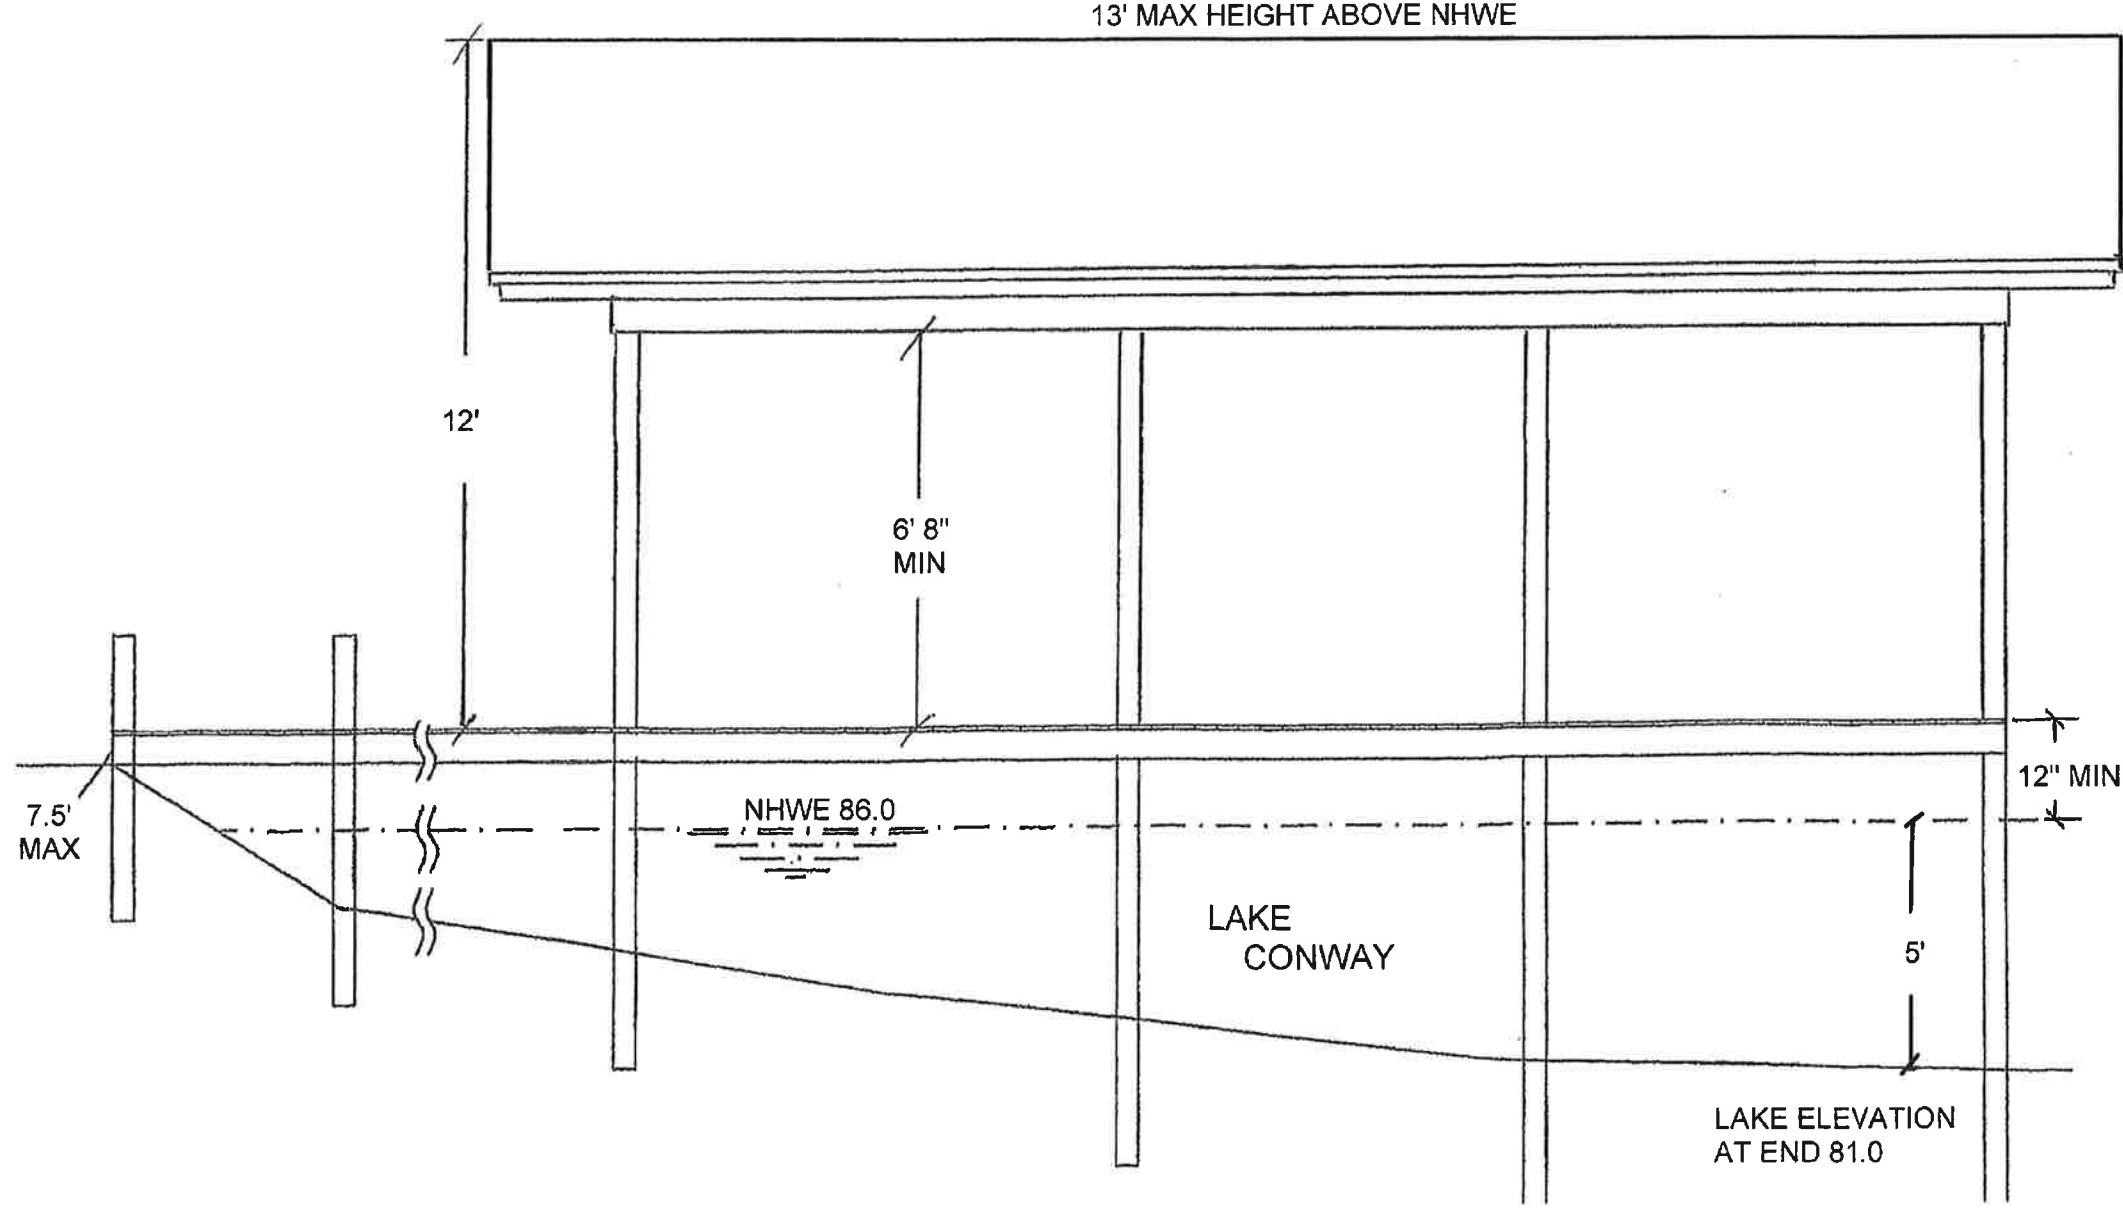 13' MAX HEIGHT ABOVE NHWE
12'
6' 8"
MIN
7.5'
MAX
NHWE 86.0
12" MIN
LAKE
CONWAY
5'
LAKE ELEVATION
AT END 81.0